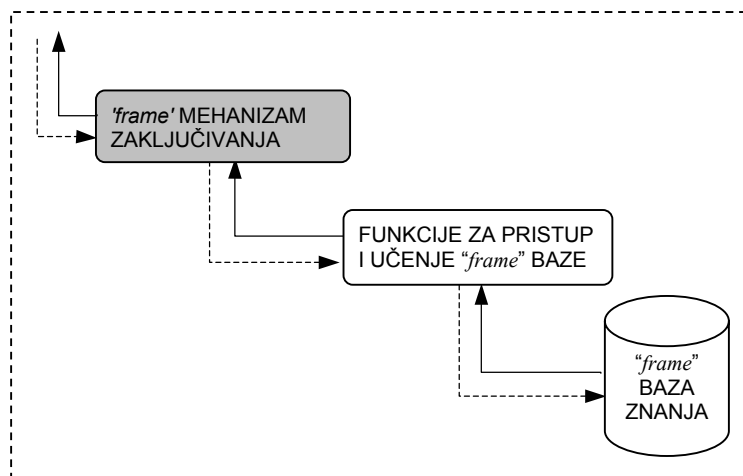 'frame' MEHANIZAM
ZAKLJUČIVANJA
FUNKCIJE ZA PRISTUP
I UČENJE “frame” BAZE
“frame”
BAZA
ZNANJA